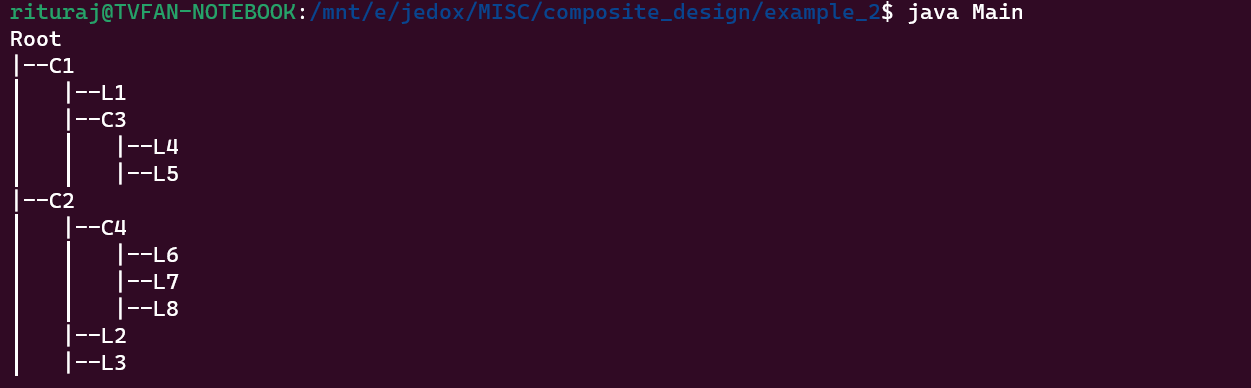 rituraj@TVFAN-NOTEBOOK:/mnt/e/jedox/MISC/composite_design/example_2$ java Main
Root
|--C1
|   |--L1
|   |--C3
|   |   |--L4
|   |   |--L5
|--C2
|   |--C4
|   |   |--L6
|   |   |--L7
|   |   |--L8
|   |--L2
|   |--L3